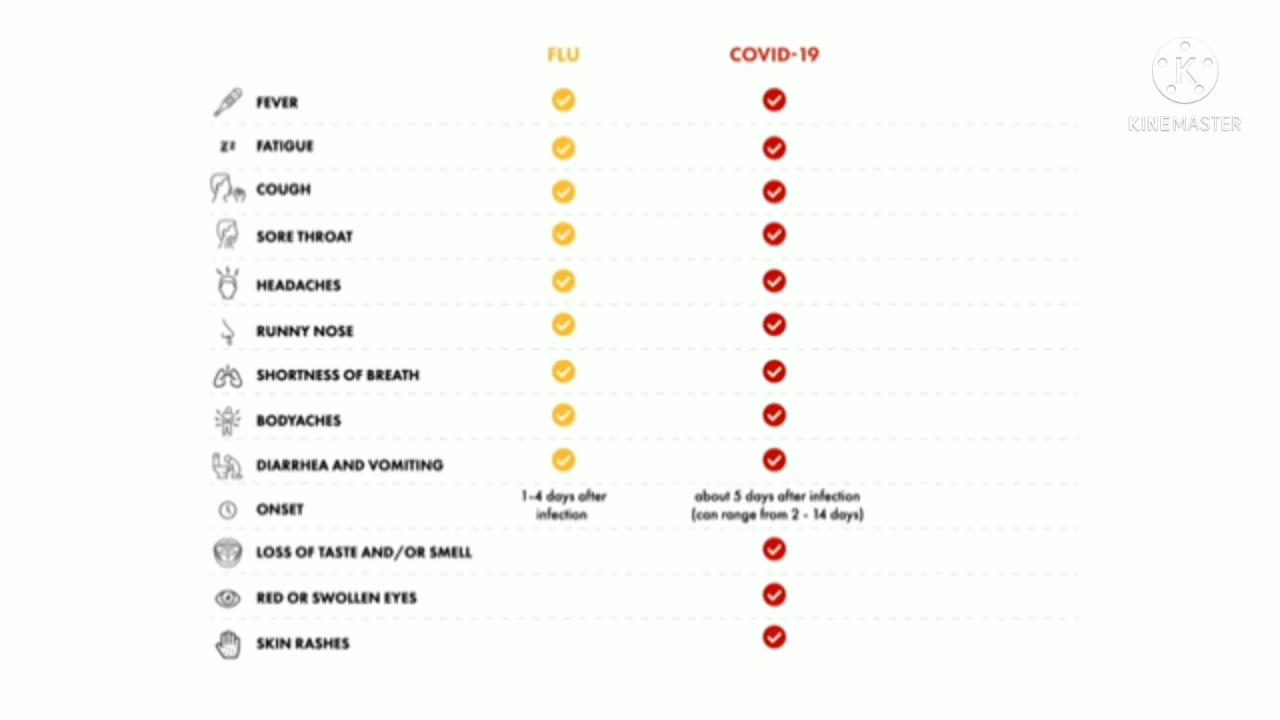 FLU COVID-19
FEVER
zz FATIGUE
COUGH
SORE THROAT
HEADACHES
RUNNY NOSE
SHORTNESS OF BREATH
BODYACHES
DIARRHEA AND VOMITING
ONSET
1-4 days after
infection
about 5 days after infection
(can range from 2 - 14 days)
LOSS OF TASTE AND/OR SMELL
RED OR SWOLLEN EYES
SKIN RASHES
K
KINEMASTER